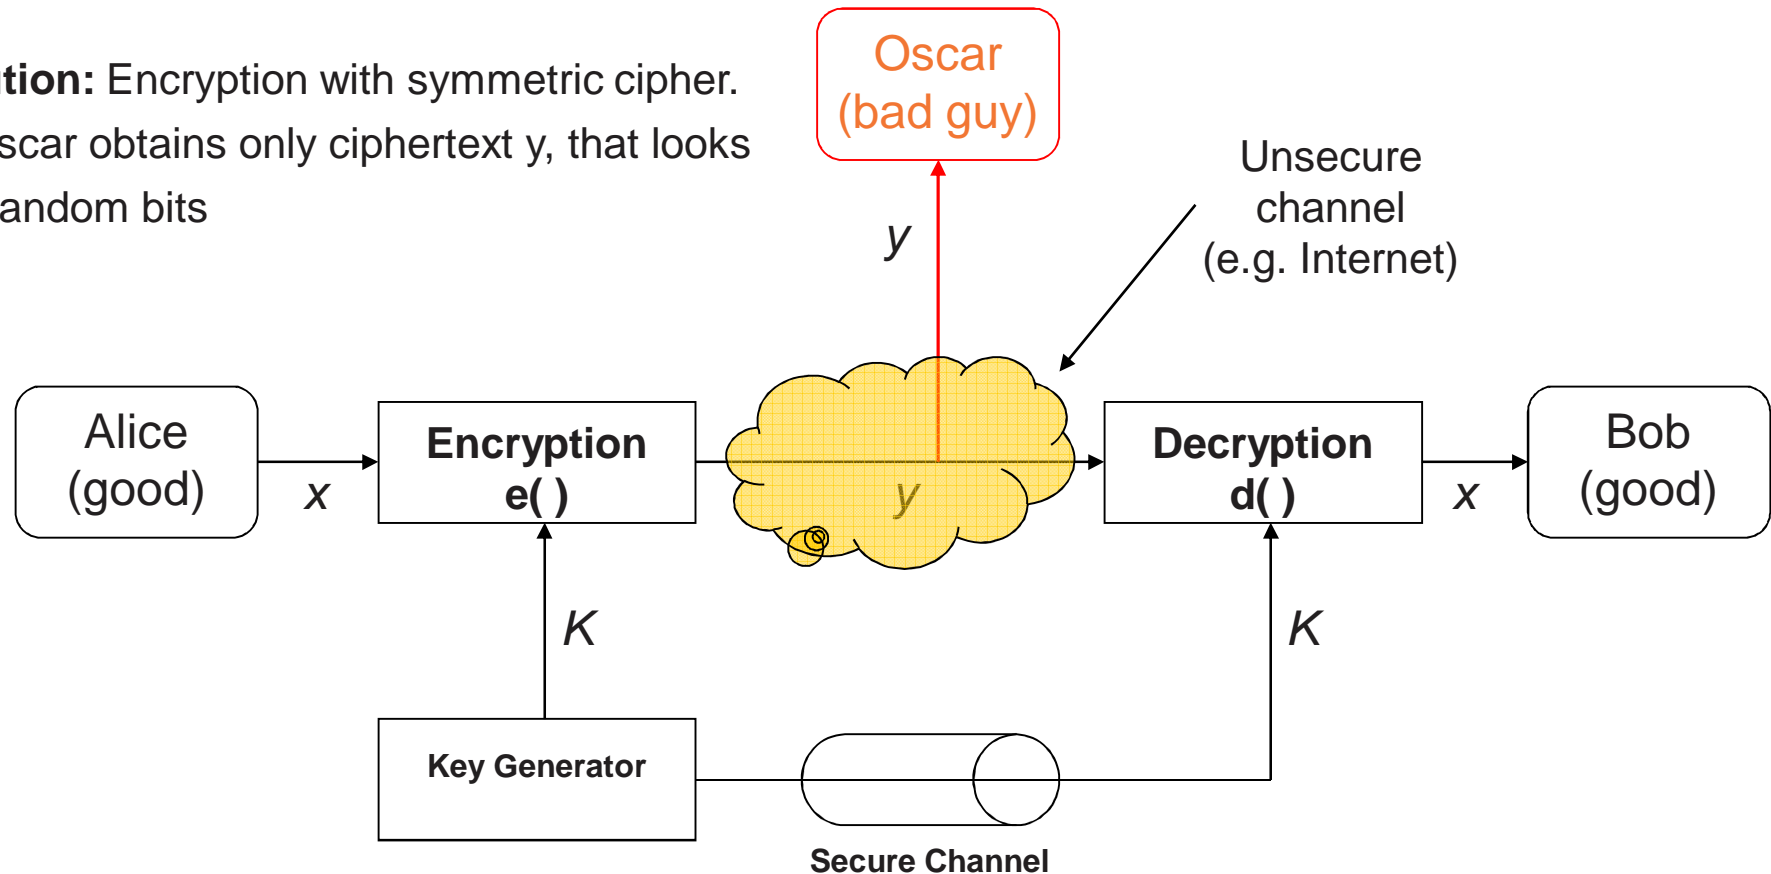 ution: Encryption with symmetric cipher.
scar obtains only ciphertext y, that looks
andom bits
Oscar
(bad guy)
Unsecure
channel
(e.g. Internet)
y
Alice
(good)
x
Encryption
e( )
y
Decryption
d( )
x
Bob
(good)
K
K
Key Generator
Secure Channel